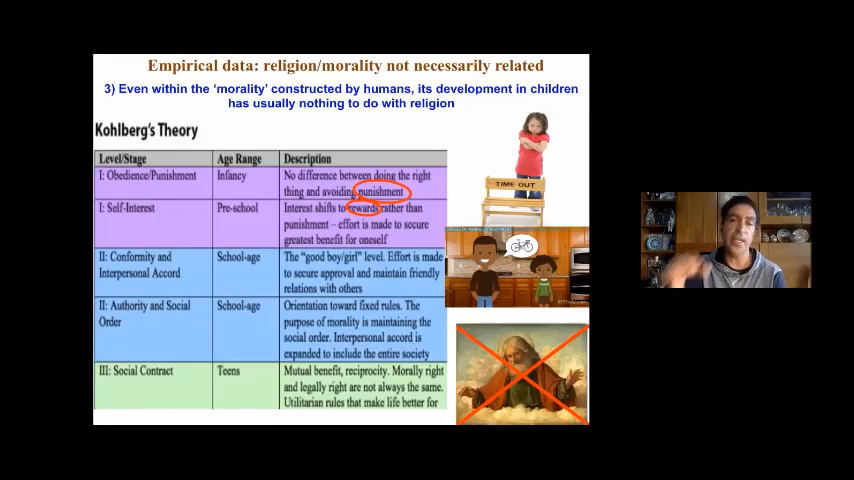 Empirical data: religion/morality not necessarily related
3) Even within the ‘morality’ constructed by humans, its development in children
has usually nothing to do with religion
Kohlberg's Theory
Level/Stage Age Range Description
I: Obedience/Punishment Infancy No difference between doing the right
thing and avoiding punishment
I: Self-Interest Pre-school Interest shifts to rewards rather than
punishment – effort is made to secure
greatest benefit for oneself
II: Conformity and School-age The "good boy/girl" level. Effort is made
Interpersonal Accord to secure approval and maintain friendly
relations with others
II: Authority and Social School-age Orientation toward fixed rules. The
Order purpose of morality is maintaining the
social order. Interpersonal accord is
expanded to include the entire society
III: Social Contract Teens Mutual benefit, reciprocity. Morally right
and legally right are not always the same.
Utilitarian rules that make life better for
TIME OUT